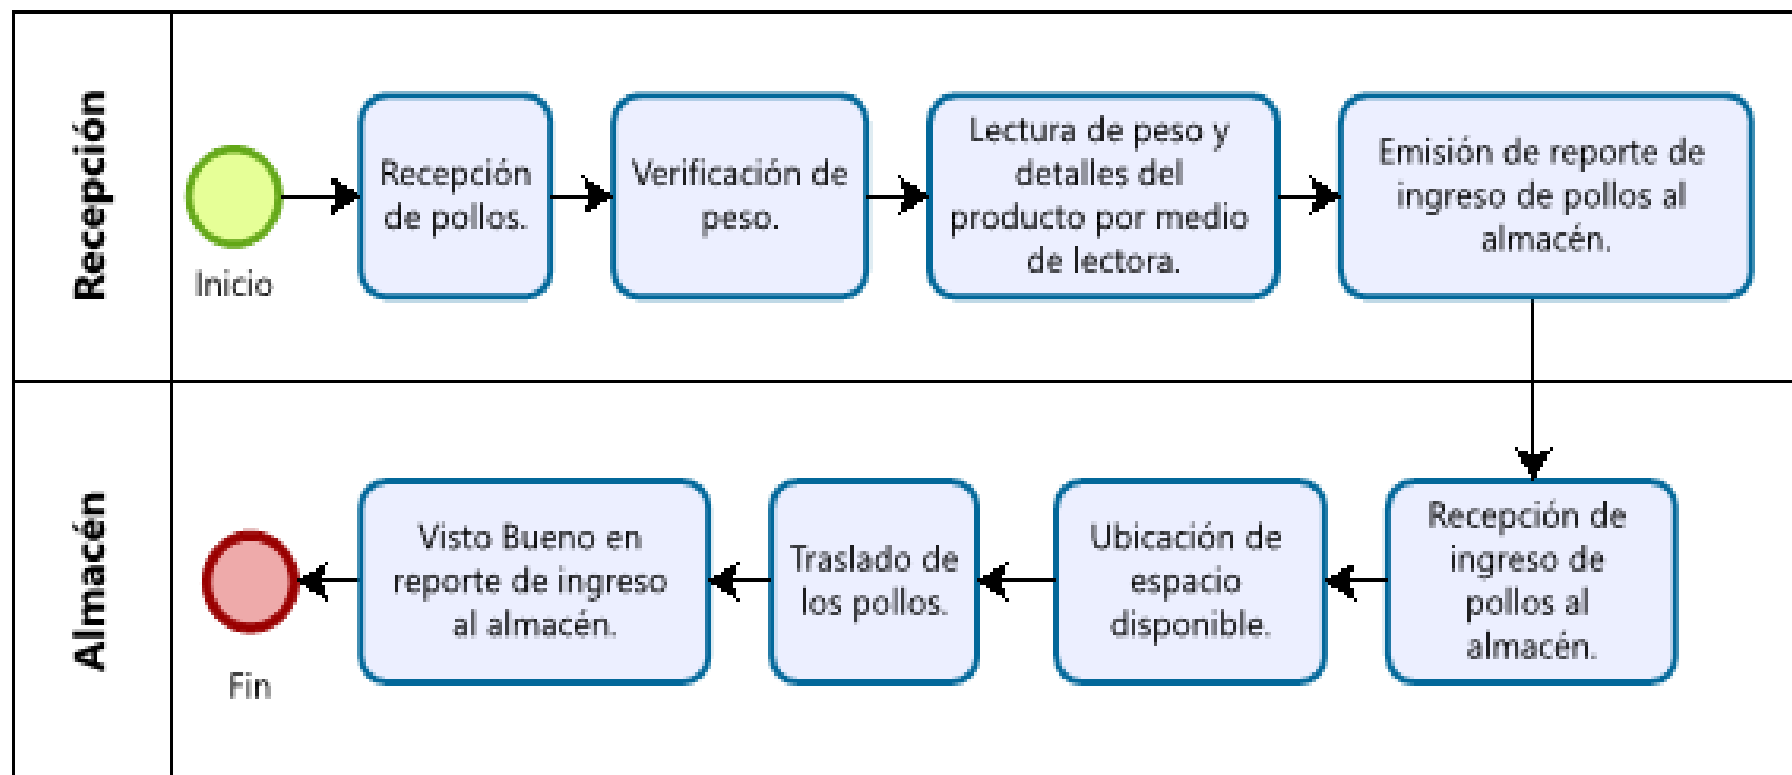 Recepción
Inicio
Recepción
de pollos.
Verificación de
peso.
Lectura de peso y
detalles del
producto por medio
de lectora.
Emisión de reporte de
ingreso de pollos al
almacén.
Almacén
Recepción de
ingreso de
pollos al
almacén.
Ubicación de
espacio
disponible.
Traslado de
los pollos.
Visto Bueno en
reporte de ingreso
al almacén.
Fin